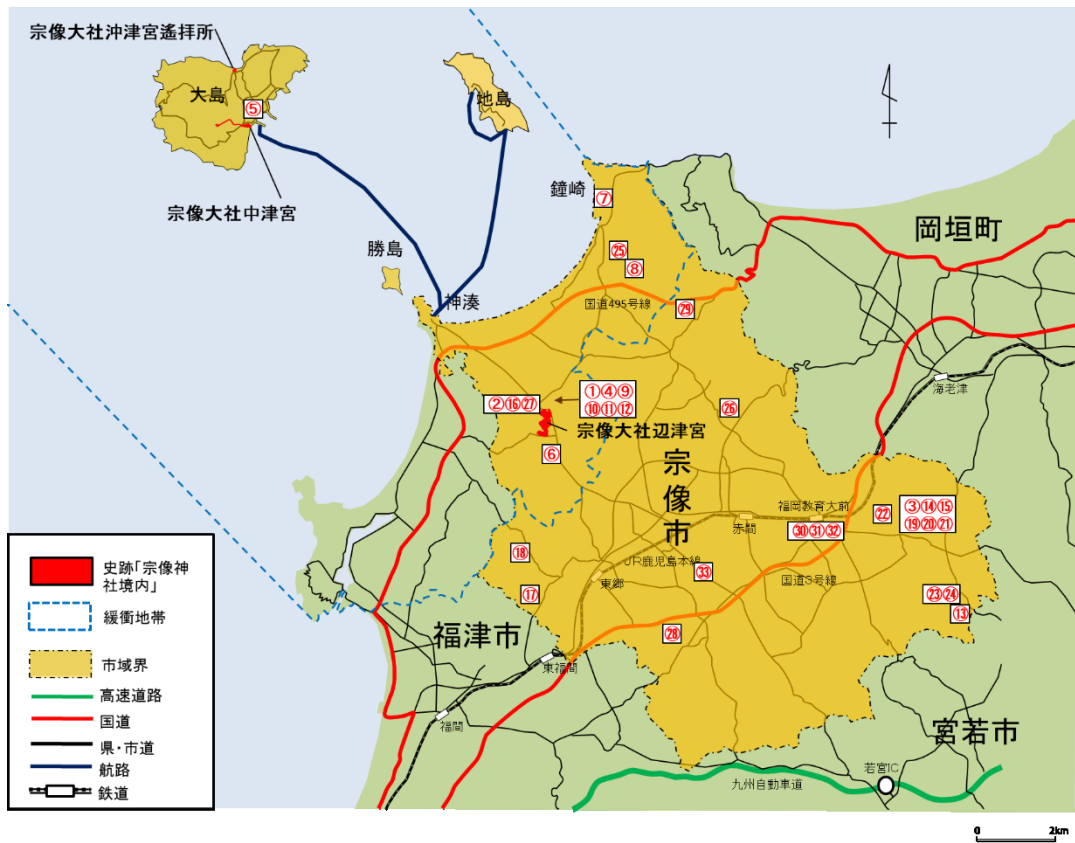 宗像大社沖津宮遙拝所
大島
⑤
地島
宗像大社中津宮
鐘崎
⑦
勝島
神湊
㉕
⑧
岡垣町
国道495号線
㉙
海老津
②⑯㉗
①④⑨
⑩⑪⑫
宗像大社辺津宮
㉖
⑥
宗像市
福岡教育大前
赤間
㉚㉛㉜
㉒
③⑭⑮
⑲⑳㉑
⑱
JR鹿児島本線
東郷
㉝
国道3号線
⑰
㉓㉔
⑬
㉘
福津市
東福間
福間
宮若市
若宮IC
九州自動車道
史跡「宗像神
社境内」
緩衝地帯
市域界
高速道路
国道
県・市道
航路
鉄道
0 2km